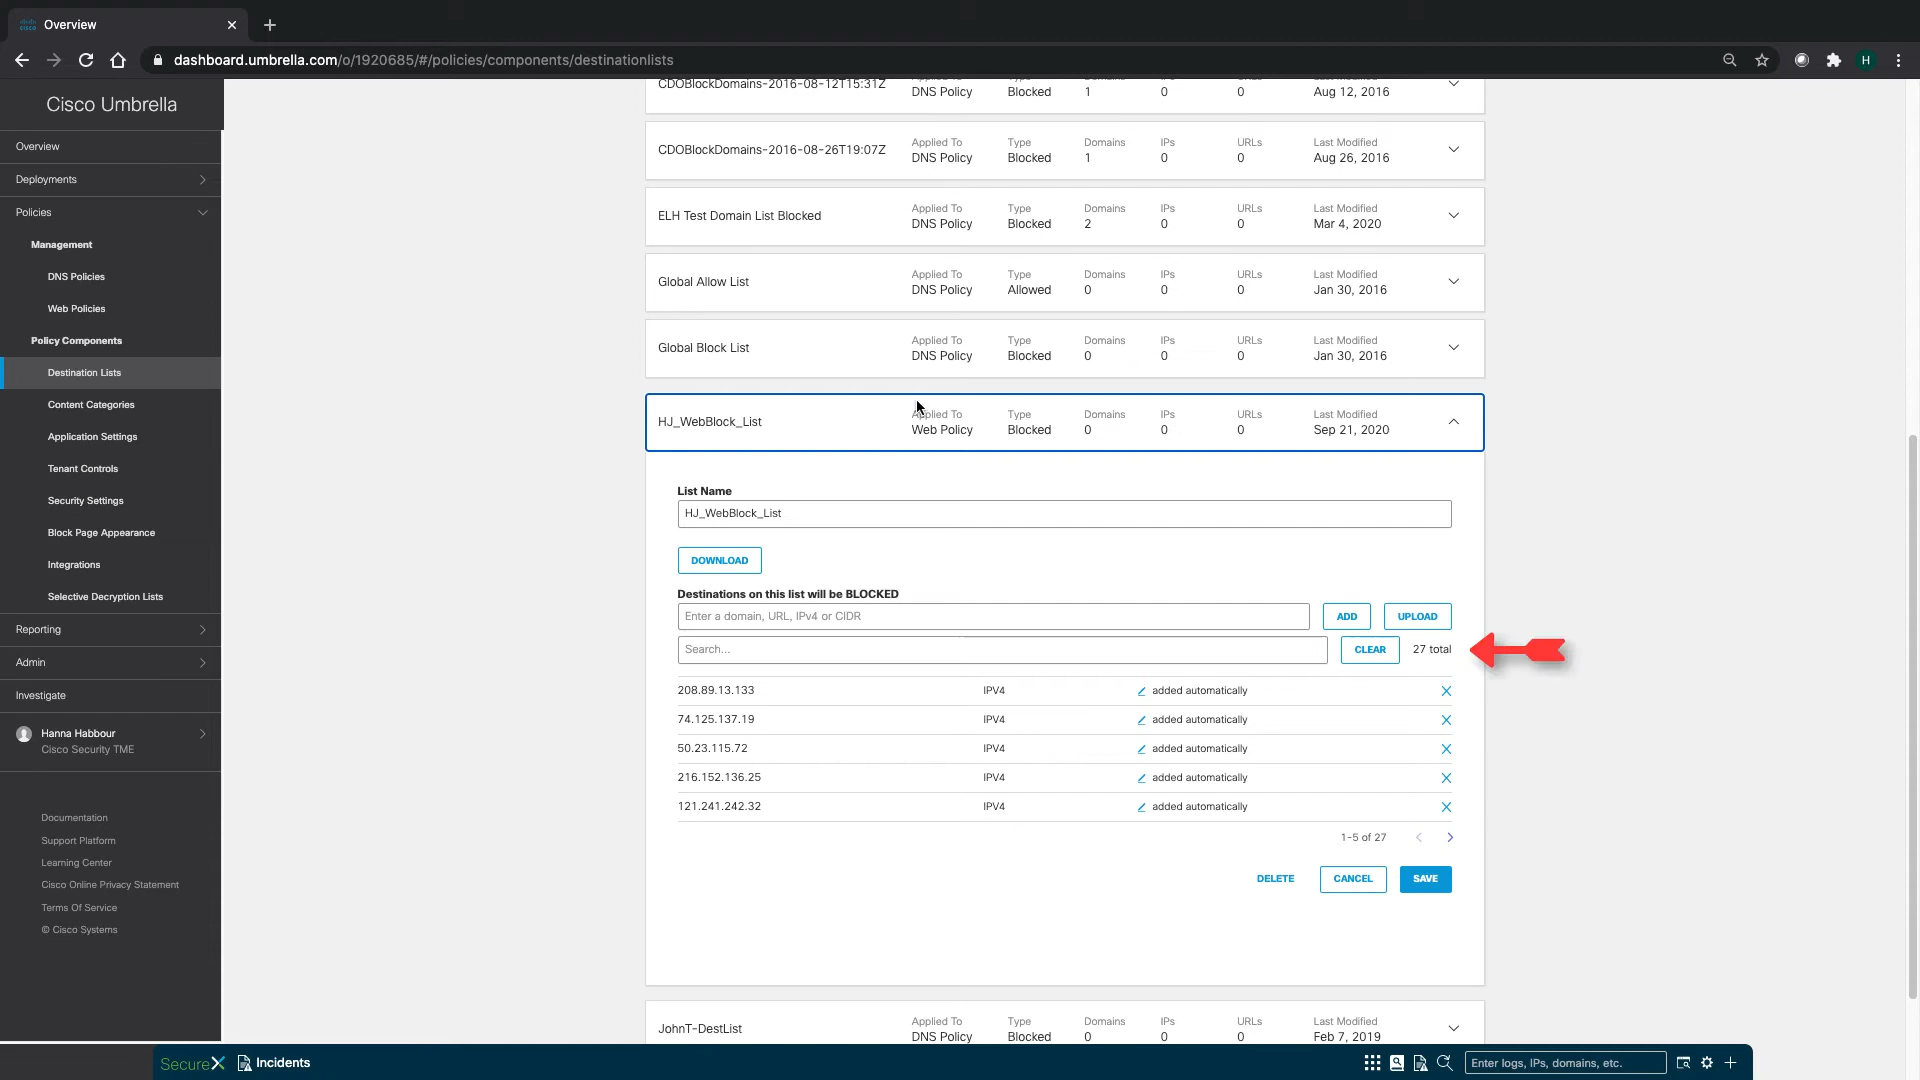 Overview
dashboard.umbrella.com/o/1920685/#/policies/components/destinationlists
H
Cisco Umbrella
Overview
Deployments
Policies
Management
DNS Policies
Web Policies
Policy Components
Destination Lists
Content Categories
Application Settings
Tenant Controls
Security Settings
Block Page Appearance
Integrations
Selective Decryption Lists
Reporting
Admin
Investigate
Hanna Habbour
Cisco Security TME
Documentation
Support Platform
Learning Center
Cisco Online Privacy Statement
Terms Of Service
© Cisco Systems
CDOBlockDomains-2016-08-12T15:31Z
DNS Policy Blocked 1 0 0 Aug 12, 2016
CDOBlockDomains-2016-08-26T19:07Z
Applied To Type Domains IPs URLs Last Modified
DNS Policy Blocked 1 0 0 Aug 26, 2016
ELH Test Domain List Blocked
Applied To Type Domains IPs URLs Last Modified
DNS Policy Blocked 2 0 0 Mar 4, 2020
Global Allow List
Applied To Type Domains IPs URLs Last Modified
DNS Policy Allowed 0 0 0 Jan 30, 2016
Global Block List
Applied To Type Domains IPs URLs Last Modified
DNS Policy Blocked 0 0 0 Jan 30, 2016
HJ_WebBlock_List
Applied To Type Domains IPs URLs Last Modified
Web Policy Blocked 0 0 0 Sep 21, 2020
List Name
HJ_WebBlock_List
DOWNLOAD
Destinations on this list will be BLOCKED
Enter a domain, URL, IPv4 or CIDR ADD UPLOAD
Search... CLEAR 27 total
208.89.13.133 IPV4 added automatically
74.125.137.19 IPV4 added automatically
50.23.115.72 IPV4 added automatically
216.152.136.25 IPV4 added automatically
121.241.242.32 IPV4 added automatically
1-5 of 27
DELETE CANCEL SAVE
JohnT-DestList
Applied To Type Domains IPs URLs Last Modified
DNS Policy Blocked 0 0 0 Feb 7, 2019
SecureX Incidents Enter logs, IPs, domains, etc.